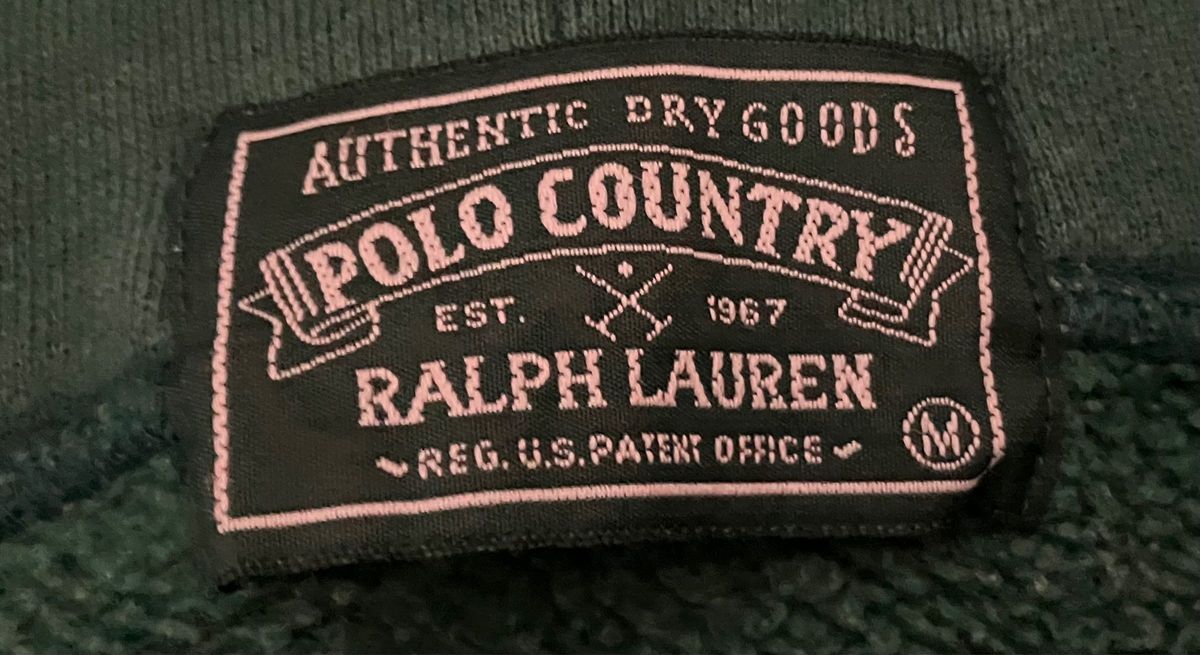 AUTHENTIC DRY GOODS
POLO COUNTRY
EST. 1967
RALPH LAUREN
REG. U.S. PATENT OFFICE
M